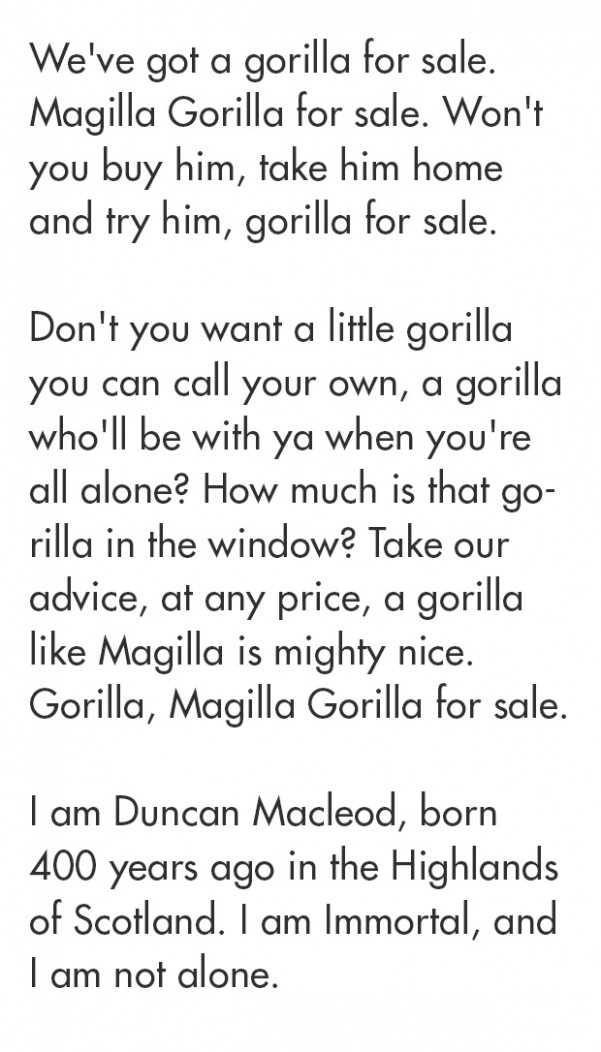 We've got a gorilla for sale.
Magilla Gorilla for sale. Won't
you buy him, take him home
and try him, gorilla for sale.
Don't you want a little gorilla
you can call your own, a gorilla
who'll be with ya when you're
all alone? How much is that go-
rilla in the window? Take our
advice, at any price, a gorilla
like Magilla is mighty nice.
Gorilla, Magilla Gorilla for sale.
I am Duncan Macleod, born
400 years ago in the Highlands
of Scotland. I am Immortal, and
I am not alone.